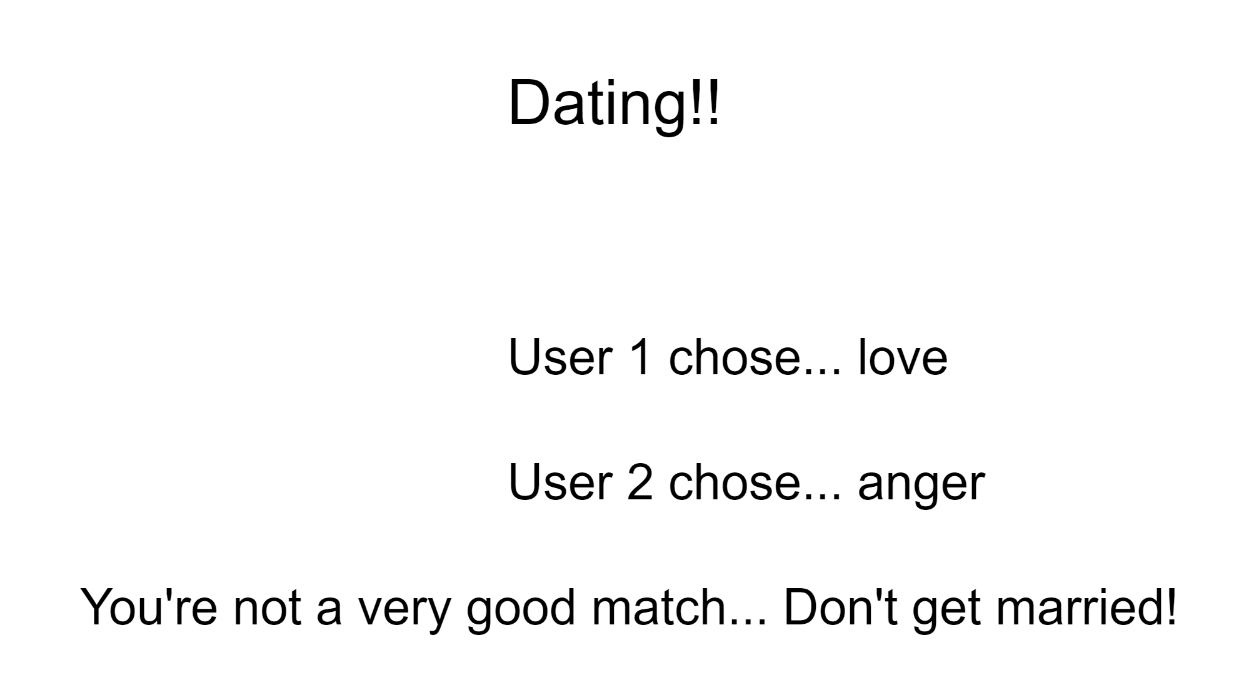 Dating!!
User 1 chose... love
User 2 chose... anger
You're not a very good match... Don't get married!